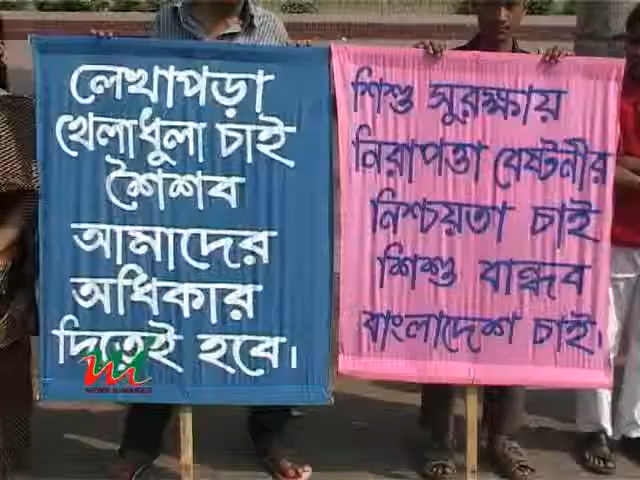 লেখাপড়া
খেলাধুলা চাই
শৈশব
আমাদের
অধিকার
দিতেই হবে।
শিশু সুরক্ষায়
নিরাপত্তা বেষ্টনীর
নিশ্চয়তা চাই
শিশু বান্ধব
বাংলাদেশ চাই।